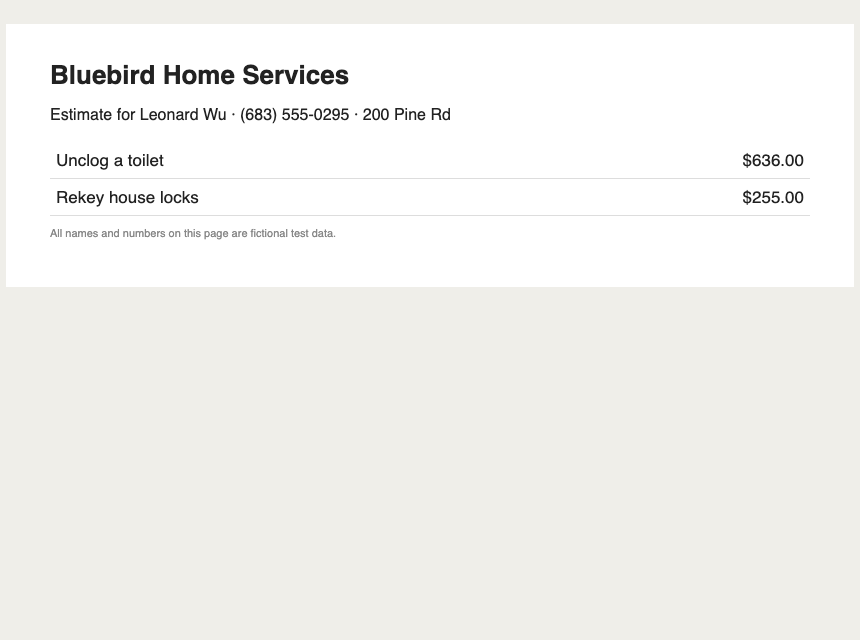 Bluebird Home Services
Estimate for Leonard Wu · (683) 555-0295 · 200 Pine Rd
Unclog a toilet $636.00
Rekey house locks $255.00
All names and numbers on this page are fictional test data.